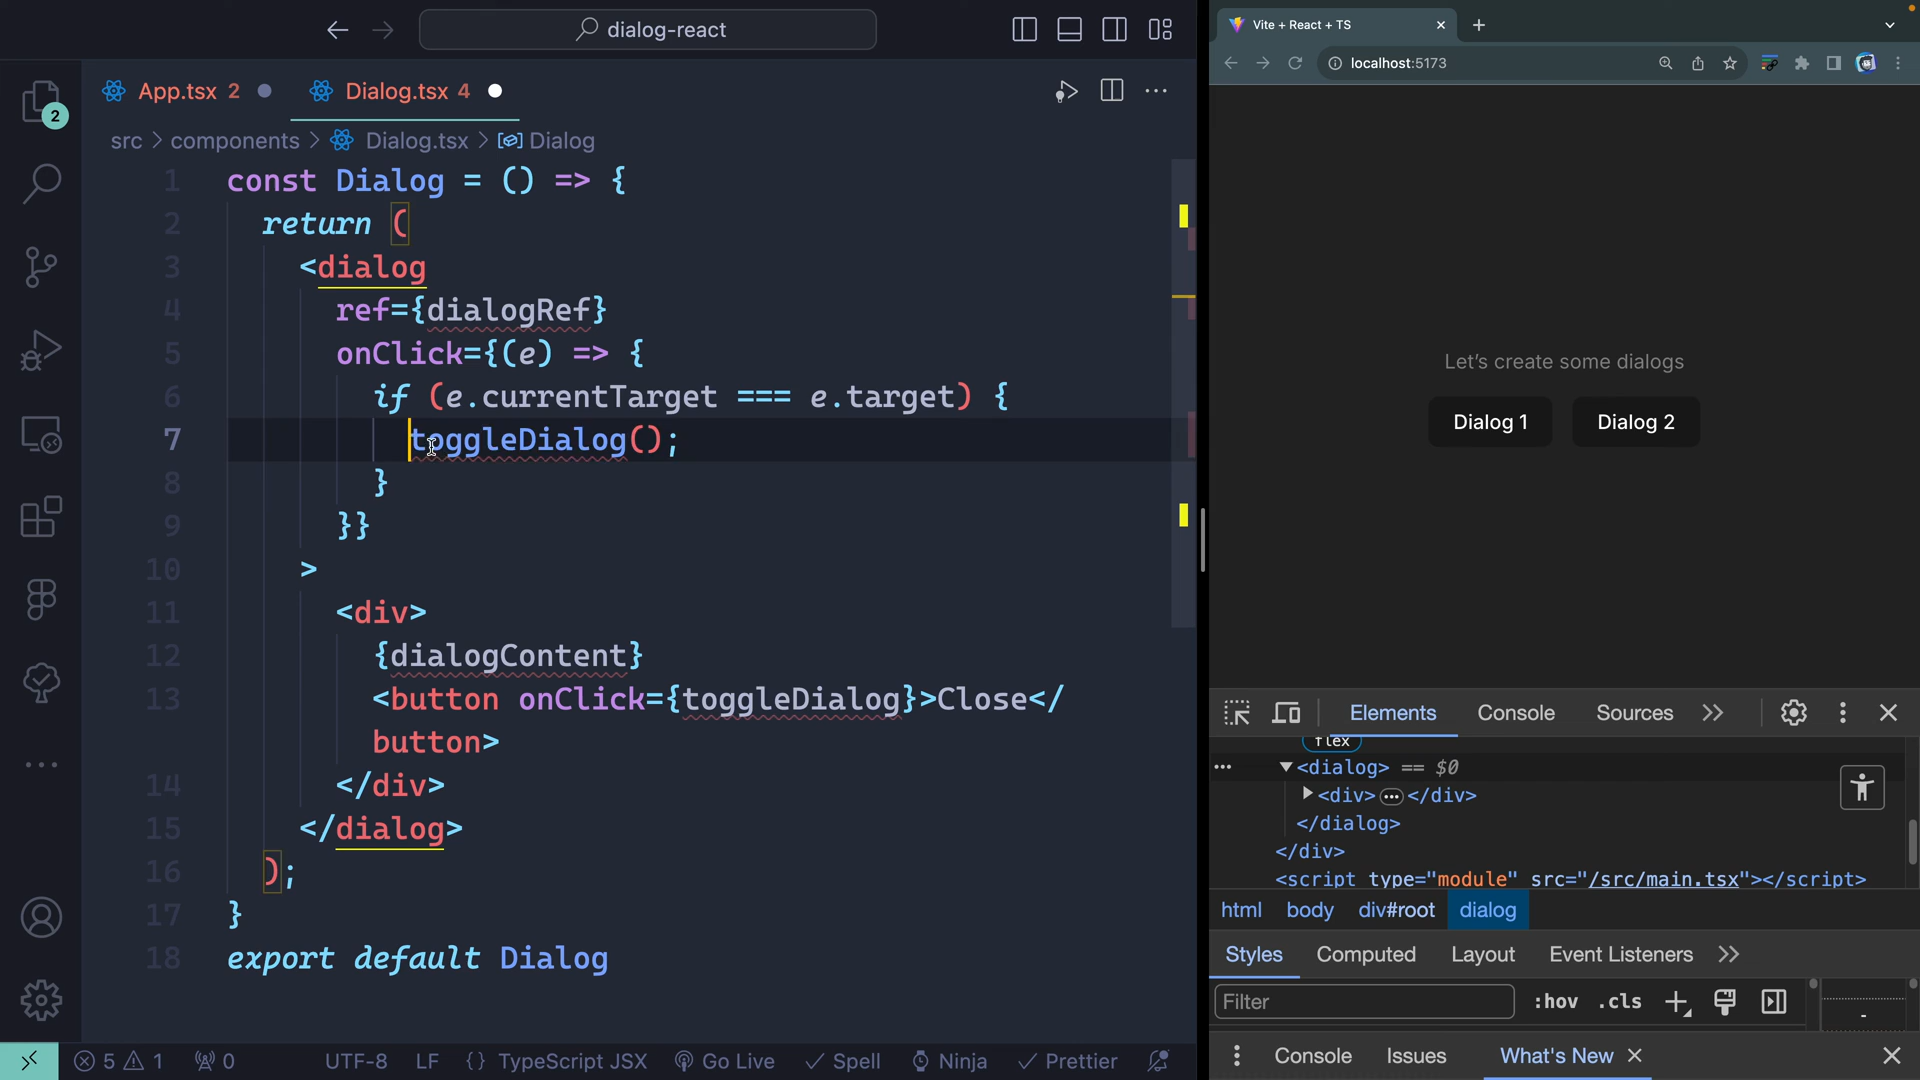 dialog-react
App.tsx 2
Dialog.tsx 4
src > components > Dialog.tsx > Dialog
1 const Dialog = () => {
2 return (
3 <dialog
4 ref={dialogRef}
5 onClick={(e) => {
6 if (e.currentTarget === e.target) {
7 toggleDialog();
8 }
9 }}
10 >
11 <div>
12 {dialogContent}
13 <button onClick={toggleDialog}>Close</
button>
14 </div>
15 </dialog>
16 );
17 }
18 export default Dialog
2
5 1 0 UTF-8 LF {} TypeScript JSX Go Live Spell Ninja Prettier
Vite + React + TS
localhost:5173
Let's create some dialogs
Dialog 1 Dialog 2
Elements Console Sources >>
flex
<dialog> == $0
<div> ... </div>
</dialog>
</div>
<script type="module" src="/src/main.tsx"></script>
html body div#root dialog
Styles Computed Layout Event Listeners >>
Filter :hov .cls
-
Console Issues What's New